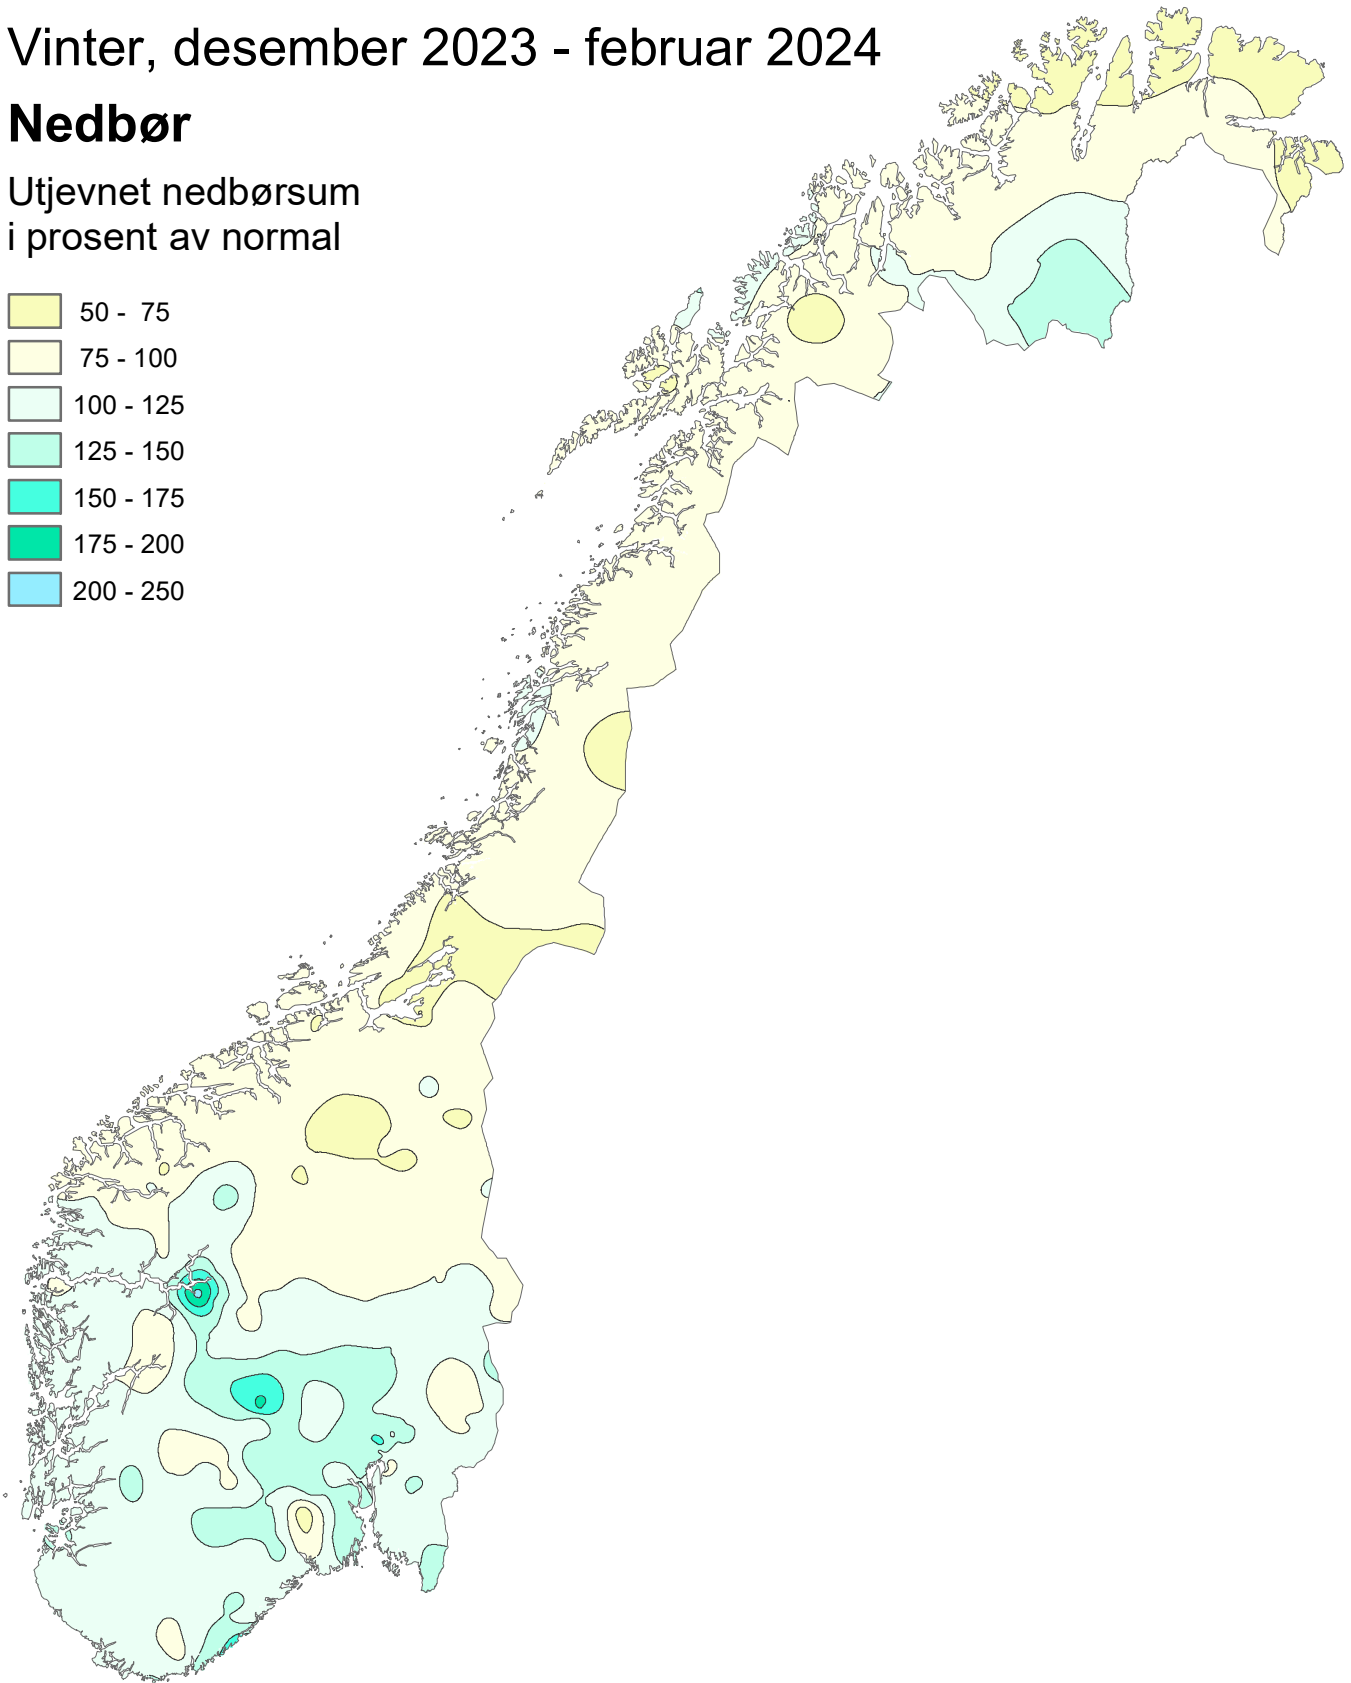 Vinter, desember 2023 - februar 2024
Nedbør
Utjevnet nedbørsum
i prosent av normal
50 - 75
75 - 100
100 - 125
125 - 150
150 - 175
175 - 200
200 - 250